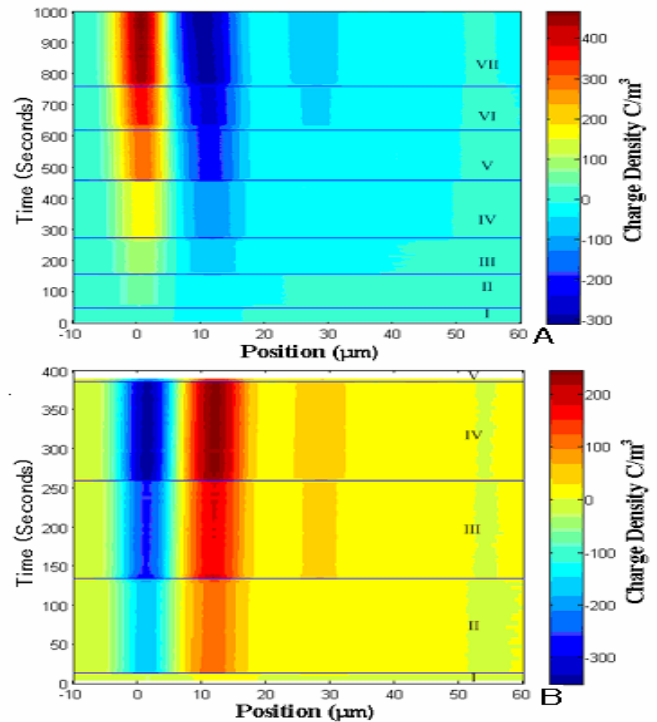 1000
900
800
700
600
500
400
300
200
100
0
Time (Seconds)
VII
VI
V
IV
III
II
I
-10 0 10 20 30 40 50 60
Position (μm)
400
300
200
100
0
-100
-200
-300
Charge Density C/m³
A
400
350
300
250
200
150
100
50
0
Time (Seconds)
V
IV
III
II
I
-10 0 10 20 30 40 50 60
Position (μm)
200
100
0
-100
-200
-300
Charge Density C/m³
B